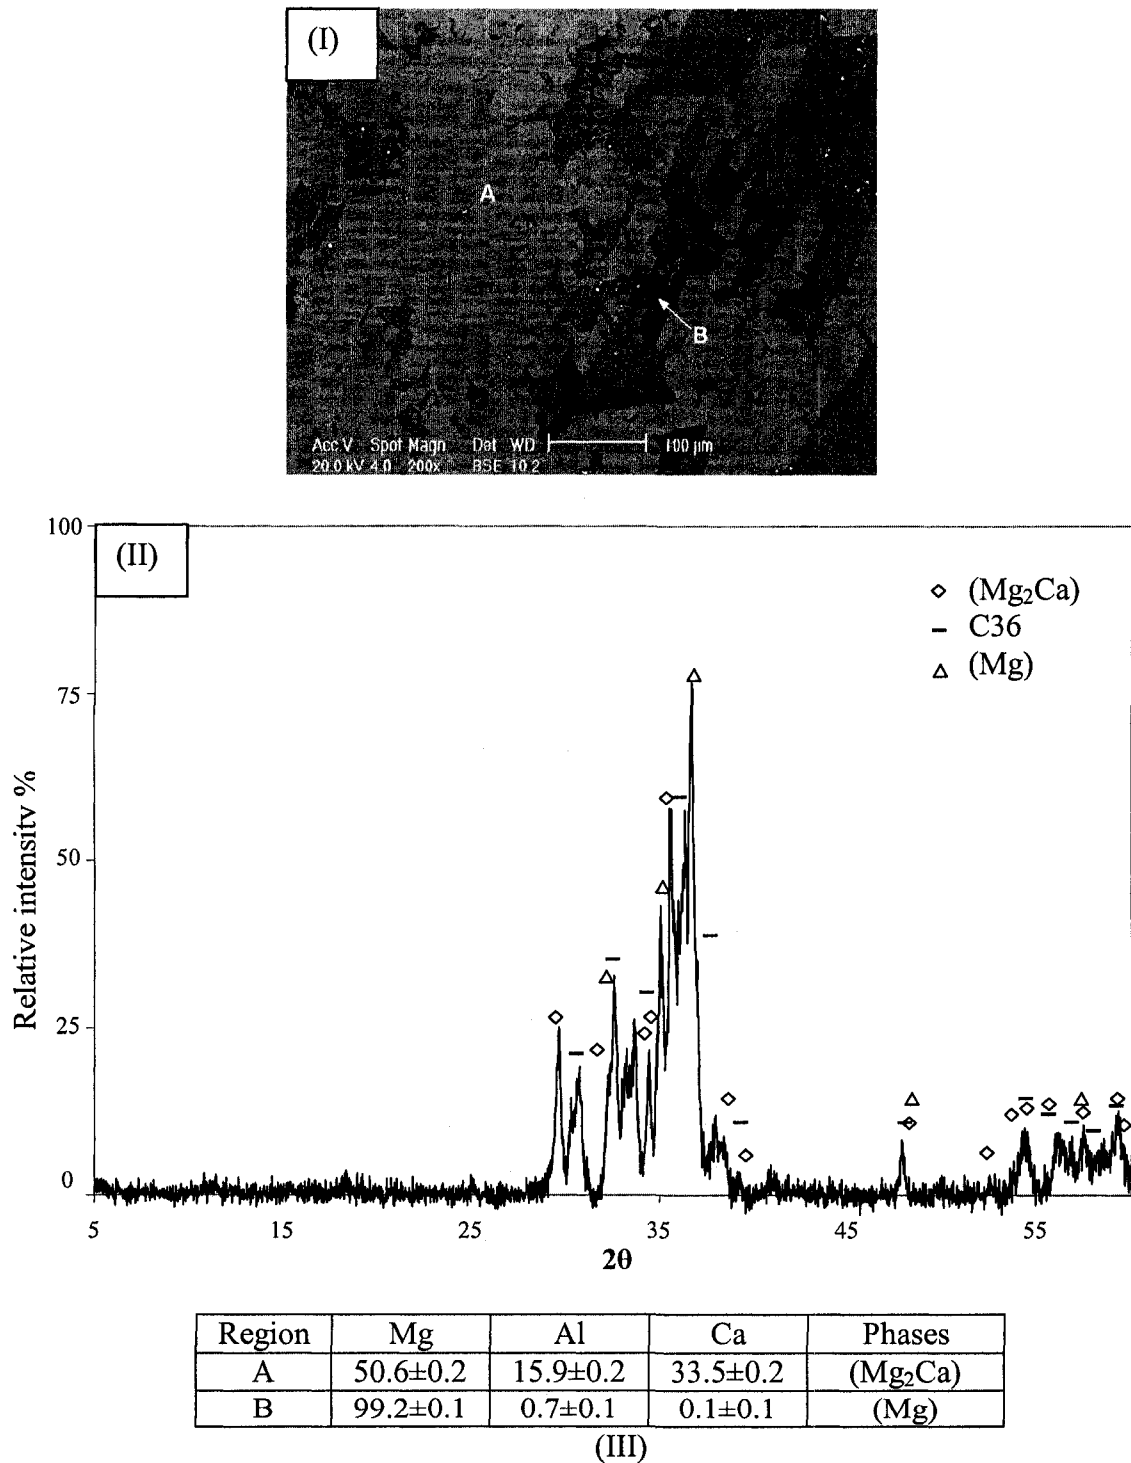 (I)
A
B
Acc.V Spot Magn Det WD 100 µm
20.0 kV 4.0 200x BSE 10.2
100
(II)
◇ (Mg₂Ca)
– C36
△ (Mg)
75
50
25
0
Relative intensity %
5 15 25 35 45 55
2θ
Region Mg Al Ca Phases
A 50.6±0.2 15.9±0.2 33.5±0.2 (Mg₂Ca)
B 99.2±0.1 0.7±0.1 0.1±0.1 (Mg)
(III)